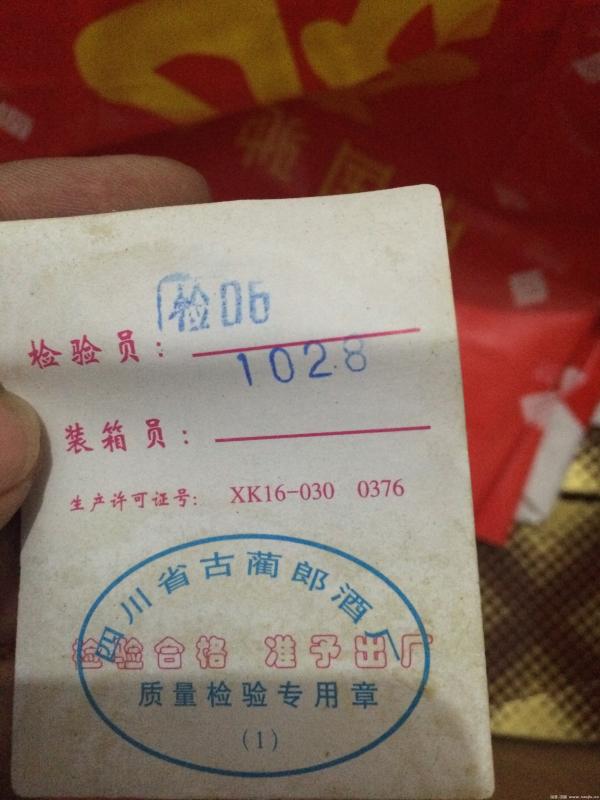 检06
检验员：
1028
装箱员：
生产许可证号： XK16-030 0376
四川省古蔺郎酒厂
检验合格 准予出厂
质量检验专用章
（1）